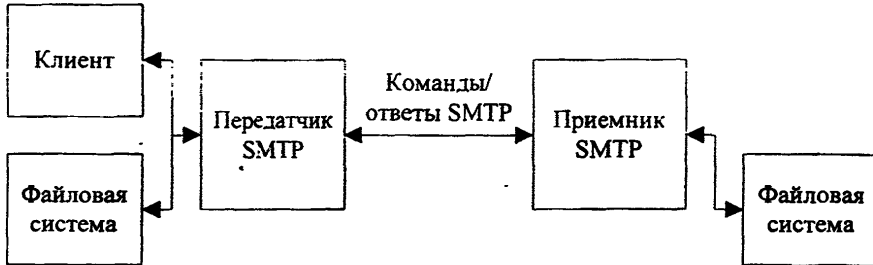 Клиент
Команды/
ответы SMTP
Передатчик
SMTP
Приемник
SMTP
Файловая
система
Файловая
система